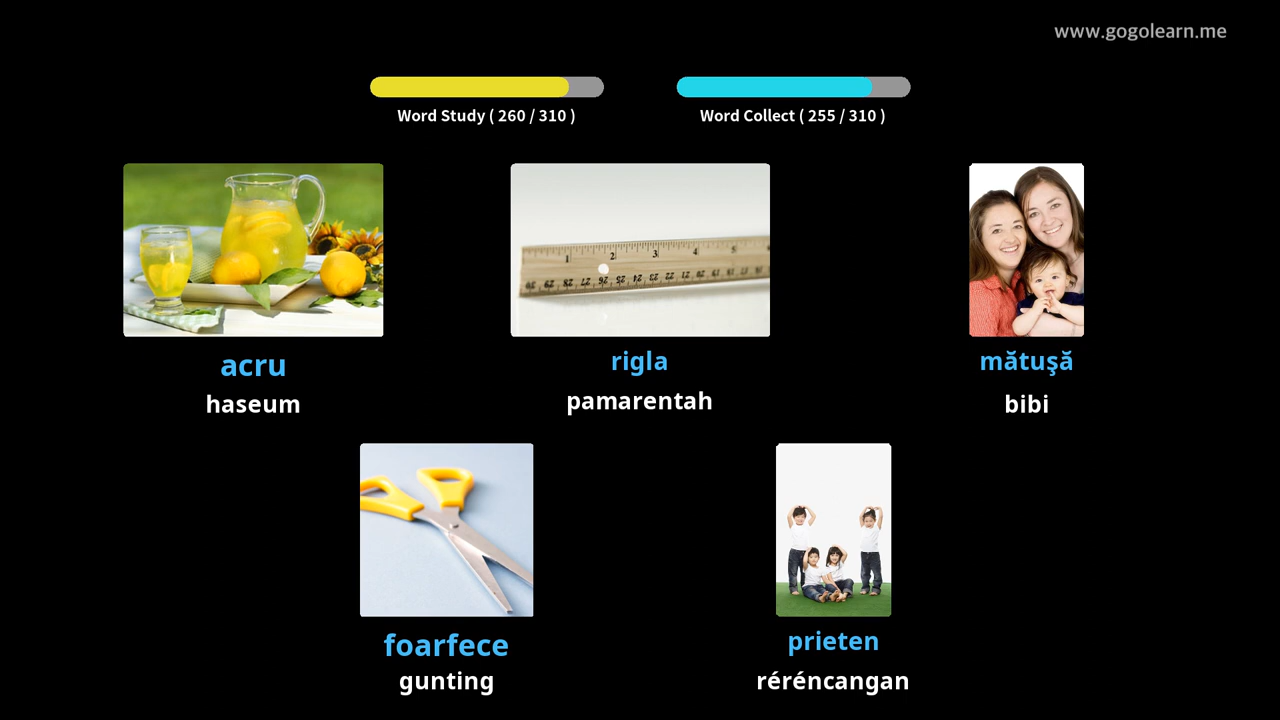 www.gogolearn.me
Word Study ( 260 / 310 )
Word Collect ( 255 / 310 )
acru
haseum
rigla
pamarentah
mătuşă
bibi
foarfece
gunting
prieten
réréncangan